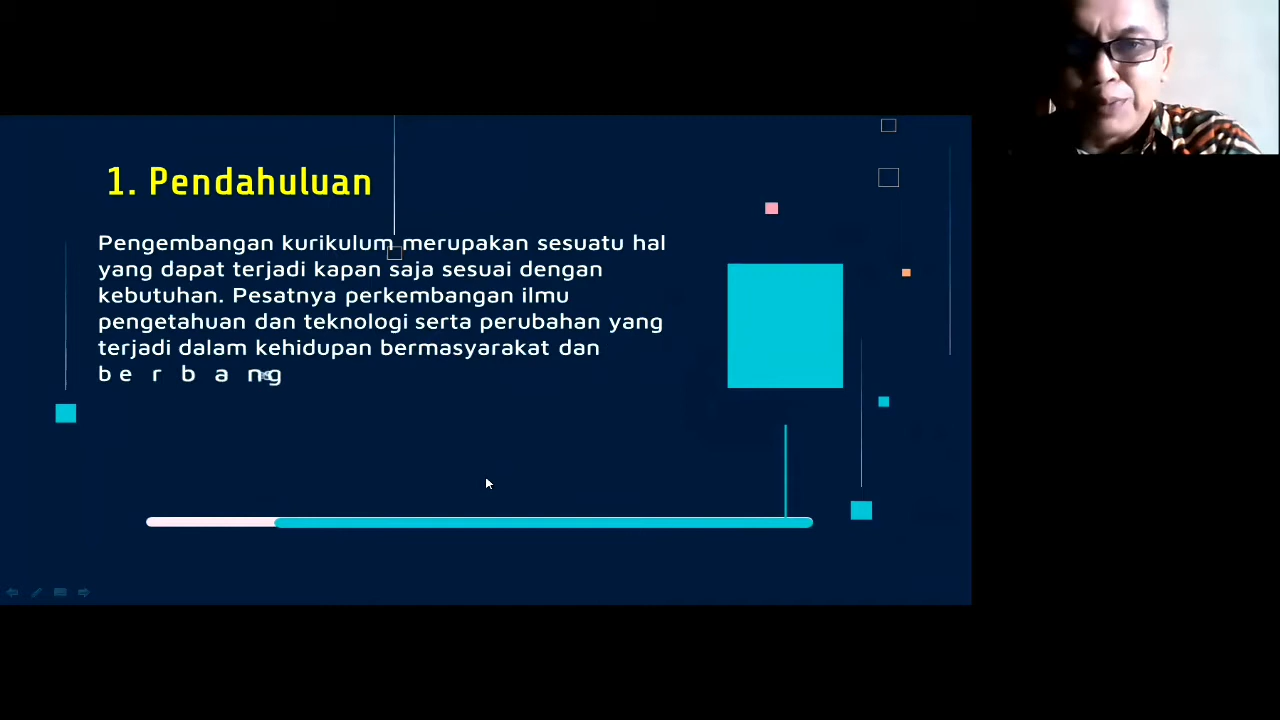 1. Pendahuluan
Pengembangan kurikulum merupakan sesuatu hal
yang dapat terjadi kapan saja sesuai dengan
kebutuhan. Pesatnya perkembangan ilmu
pengetahuan dan teknologi serta perubahan yang
terjadi dalam kehidupan bermasyarakat dan